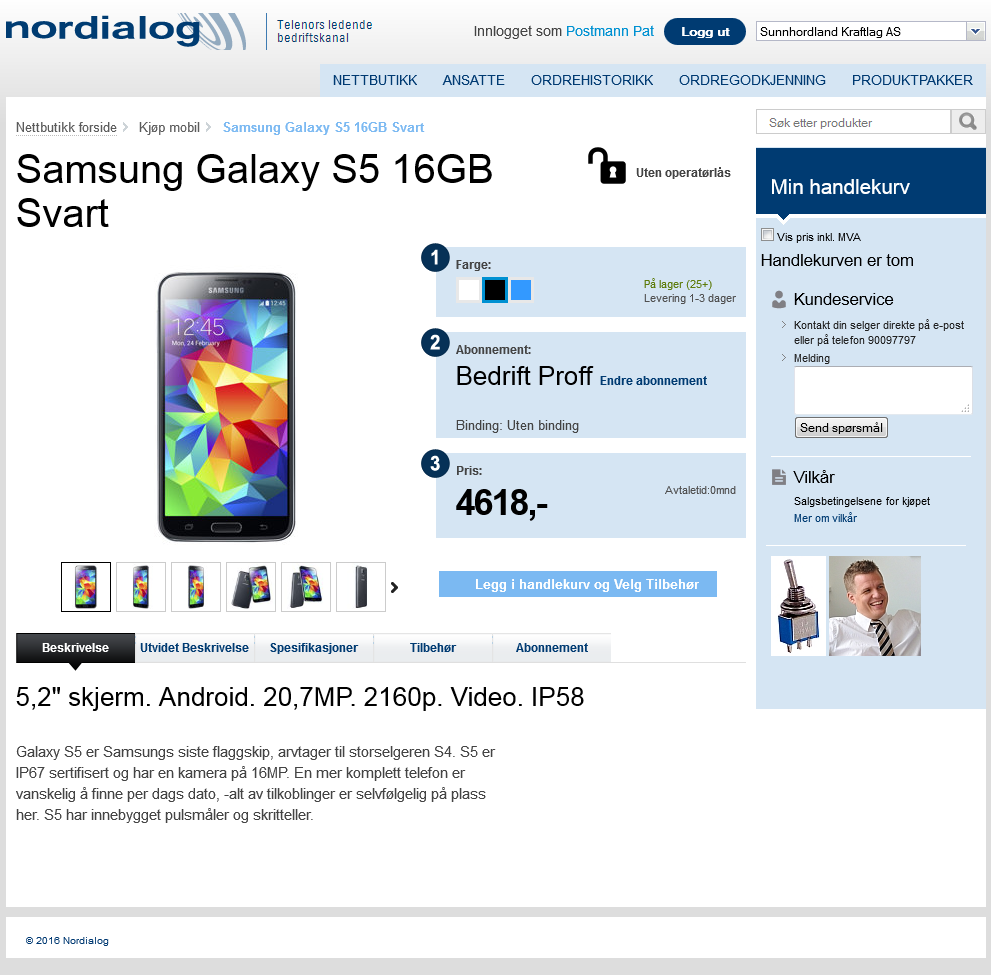 nordialog
Telenors ledende
bedriftskanal
Innlogget som Postmann Pat
Logg ut
Sunnhordland Kraftlag AS
NETTBUTIKK ANSATTE ORDREHISTORIKK ORDREGODKJENNING PRODUKTPAKKER
Nettbutikk forside Kjøp mobil Samsung Galaxy S5 16GB Svart
Søk etter produkter
Samsung Galaxy S5 16GB
Svart
Uten operatørlås
Min handlekurv
Vis pris inkl. MVA
Handlekurven er tom
1
Farge:
På lager (25+)
Levering 1-3 dager
SAMSUNG
12:45
12:45
Mon, 24 February
2
Abonnement:
Bedrift Proff Endre abonnement
Binding: Uten binding
3
Pris:
4618,-
Avtaletid:0mnd
Legg i handlekurv og Velg Tilbehør
Kundeservice
Kontakt din selger direkte på e-post
eller på telefon 90097797
Melding
Send spørsmål
Vilkår
Salgsbetingelsene for kjøpet
Mer om vilkår
Beskrivelse Utvidet Beskrivelse Spesifikasjoner Tilbehør Abonnement
5,2" skjerm. Android. 20,7MP. 2160p. Video. IP58
Galaxy S5 er Samsungs siste flaggskip, arvtager til storselgeren S4. S5 er
IP67 sertifisert og har en kamera på 16MP. En mer komplett telefon er
vanskelig å finne per dags dato, -alt av tilkoblinger er selvfølgelig på plass
her. S5 har innebygget pulsmåler og skritteller.
© 2016 Nordialog